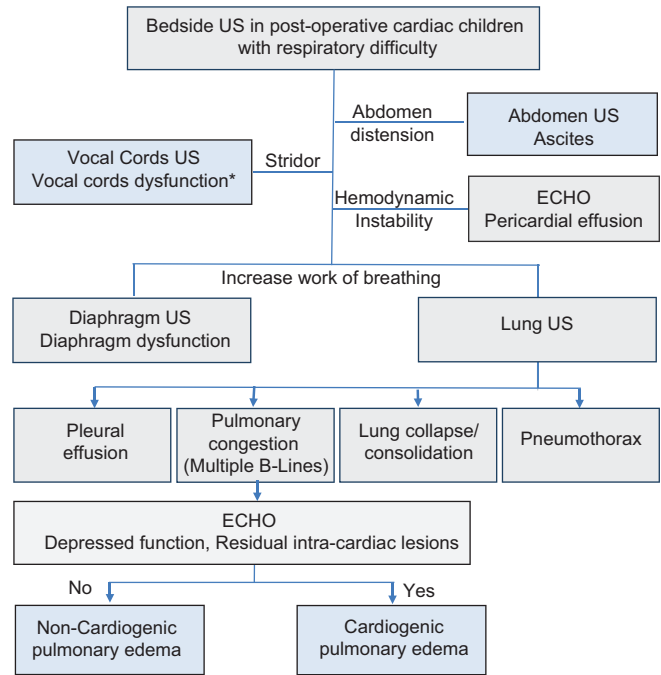 Bedside US in post-operative cardiac children
with respiratory difficulty
Abdomen
distension
Abdomen US
Ascites
Vocal Cords US
Vocal cords dysfunction*
Stridor
Hemodynamic
Instability
ECHO
Pericardial effusion
Increase work of breathing
Diaphragm US
Diaphragm dysfunction
Lung US
Pleural
effusion
Pulmonary
congestion
(Multiple B-Lines)
Lung collapse/
consolidation
Pneumothorax
ECHO
Depressed function, Residual intra-cardiac lesions
No
Yes
Non-Cardiogenic
pulmonary edema
Cardiogenic
pulmonary edema